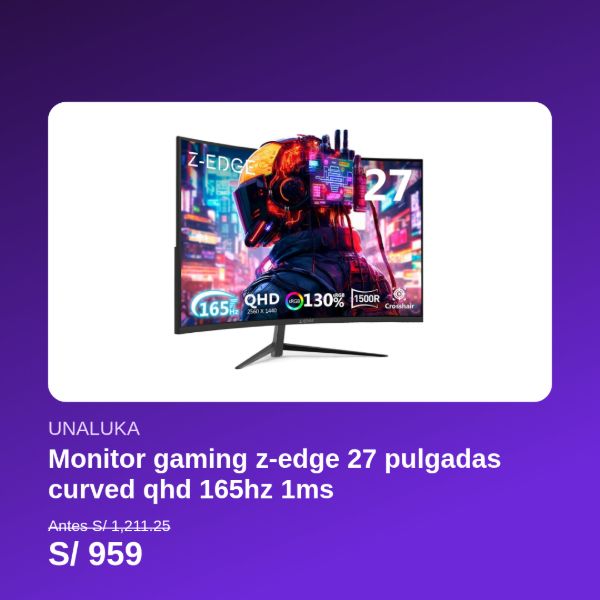 Z-EDGE
27
165Hz
QHD
2560 X 1440
sRGB
130%
sRGB
1500R
Crosshair
UNALUKA
Monitor gaming z-edge 27 pulgadas
curved qhd 165hz 1ms
Antes S/ 1,211.25
S/ 959